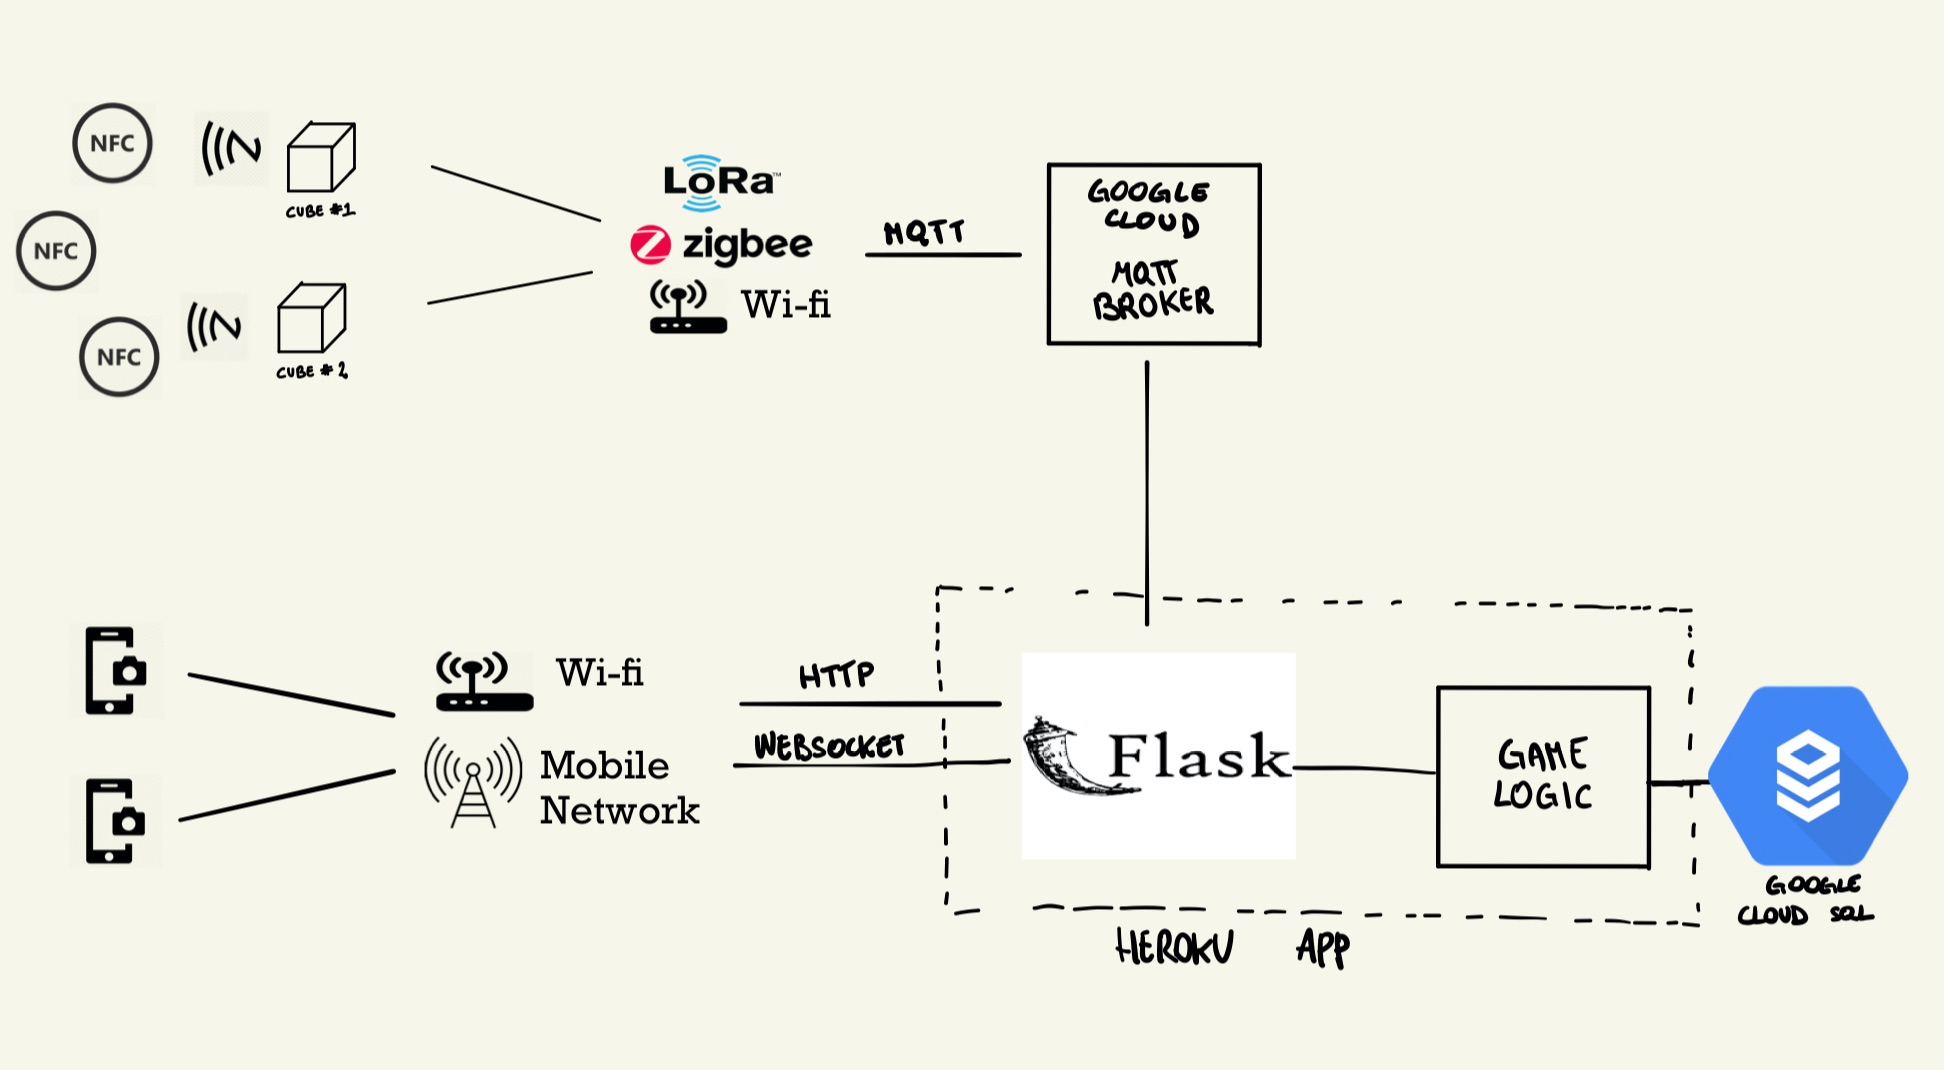 NFC
CUBE #1
NFC
NFC
CUBE #2
LoRa™
zigbee
Wi-fi
MQTT
GOOGLE
CLOUD
MQTT
BROKER
Wi-fi
Mobile
Network
HTTP
WEBSOCKET
Flask
GAME
LOGIC
GOOGLE
CLOUD SQL
HEROKU APP